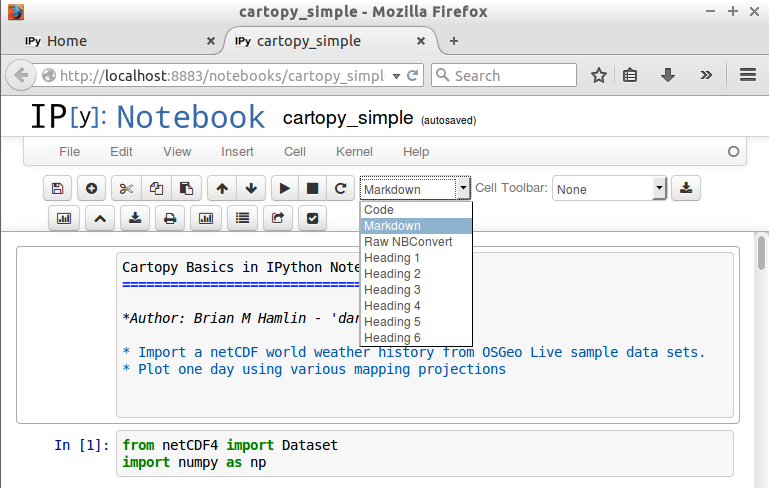 cartopy_simple - Mozilla Firefox
IPy Home
IPy cartopy_simple
http://localhost:8883/notebooks/cartopy_simpl
Search
IP[y]: Notebook cartopy_simple (autosaved)
File Edit View Insert Cell Kernel Help
Markdown Cell Toolbar: None
Code
Markdown
Raw NBConvert
Heading 1
Heading 2
Heading 3
Heading 4
Heading 5
Heading 6
Cartopy Basics in IPython Note
==============================
*Author: Brian M Hamlin - 'dar
* Import a netCDF world weather history from OSGeo Live sample data sets.
* Plot one day using various mapping projections
In [1]: from netCDF4 import Dataset
import numpy as np